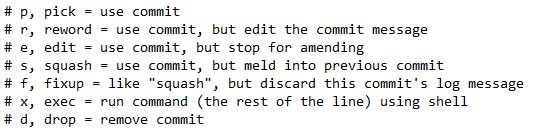 # p, pick = use commit
# r, reword = use commit, but edit the commit message
# e, edit = use commit, but stop for amending
# s, squash = use commit, but meld into previous commit
# f, fixup = like "squash", but discard this commit's log message
# x, exec = run command (the rest of the line) using shell
# d, drop = remove commit